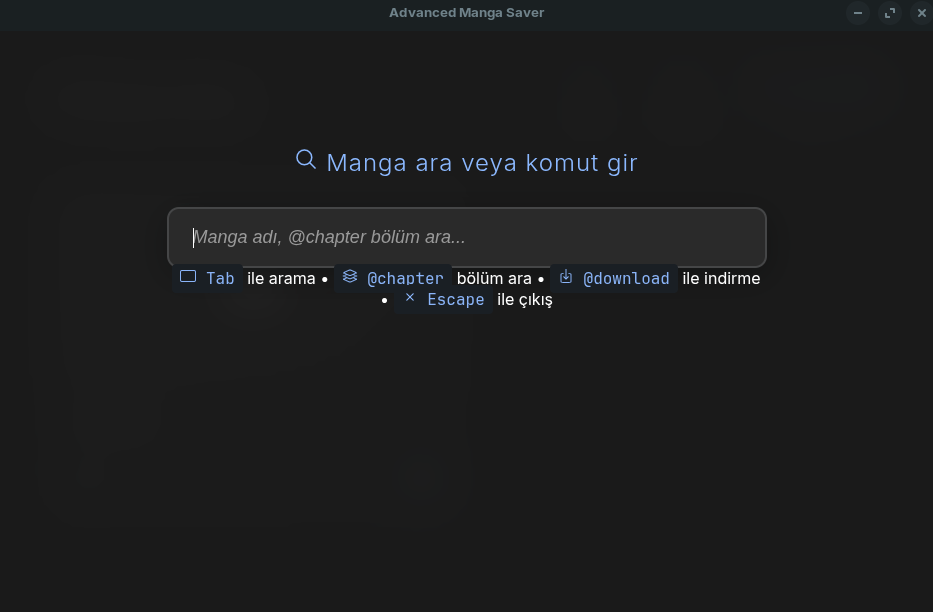 Advanced Manga Saver
Manga ara veya komut gir
Manga adı, @chapter bölüm ara...
Tab ile arama • @chapter bölüm ara • @download ile indirme
• Escape ile çıkış